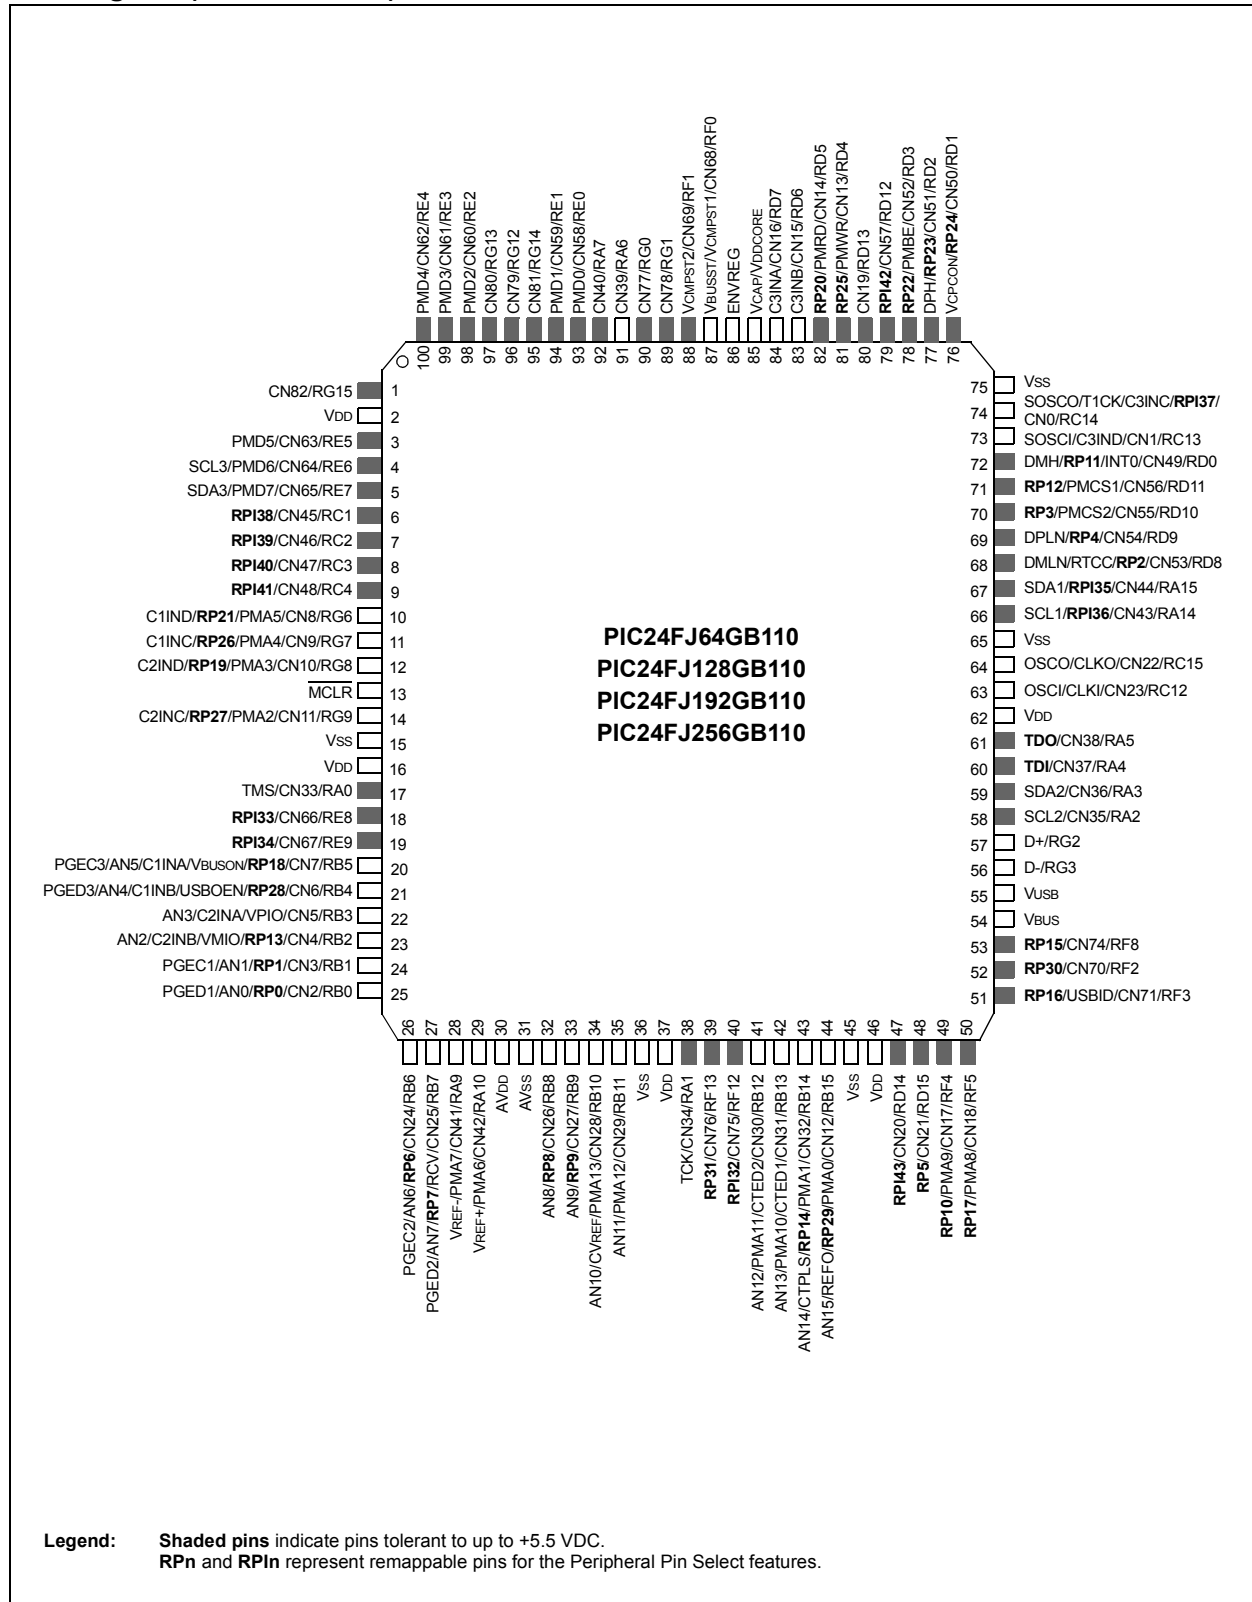 PMD4/CN62/RE4
PMD3/CN61/RE3
PMD2/CN60/RE2
CN80/RG13
CN79/RG12
CN81/RG14
PMD1/CN59/RE1
PMD0/CN58/RE0
CN40/RA7
CN39/RA6
CN77/RG0
CN78/RG1
VCMPST2/CN69/RF1
VBUSST/VCMPST1/CN68/RF0
ENVREG
VCAP/VDDCORE
C3INA/CN16/RD7
C3INB/CN15/RD6
RP20/PMRD/CN14/RD5
RP25/PMWR/CN13/RD4
CN19/RD13
RPI42/CN57/RD12
RP22/PMBE/CN52/RD3
DPH/RP23/CN51/RD2
VCPCON/RP24/CN50/RD1
100
99
98
97
96
95
94
93
92
91
90
89
88
87
86
85
84
83
82
81
80
79
78
77
76
CN82/RG15 1
VDD 2
PMD5/CN63/RE5 3
SCL3/PMD6/CN64/RE6 4
SDA3/PMD7/CN65/RE7 5
RPI38/CN45/RC1 6
RPI39/CN46/RC2 7
RPI40/CN47/RC3 8
RPI41/CN48/RC4 9
C1IND/RP21/PMA5/CN8/RG6 10
C1INC/RP26/PMA4/CN9/RG7 11
C2IND/RP19/PMA3/CN10/RG8 12
MCLR 13
C2INC/RP27/PMA2/CN11/RG9 14
VSS 15
VDD 16
TMS/CN33/RA0 17
RPI33/CN66/RE8 18
RPI34/CN67/RE9 19
PGEC3/AN5/C1INA/VBUSON/RP18/CN7/RB5 20
PGED3/AN4/C1INB/USBOEN/RP28/CN6/RB4 21
AN3/C2INA/VPIO/CN5/RB3 22
AN2/C2INB/VMIO/RP13/CN4/RB2 23
PGEC1/AN1/RP1/CN3/RB1 24
PGED1/AN0/RP0/CN2/RB0 25
PIC24FJ64GB110
PIC24FJ128GB110
PIC24FJ192GB110
PIC24FJ256GB110
75 VSS
74 SOSCO/T1CK/C3INC/RPI37/
CN0/RC14
73 SOSCI/C3IND/CN1/RC13
72 DMH/RP11/INT0/CN49/RD0
71 RP12/PMCS1/CN56/RD11
70 RP3/PMCS2/CN55/RD10
69 DPLN/RP4/CN54/RD9
68 DMLN/RTCC/RP2/CN53/RD8
67 SDA1/RPI35/CN44/RA15
66 SCL1/RPI36/CN43/RA14
65 VSS
64 OSCO/CLKO/CN22/RC15
63 OSCI/CLKI/CN23/RC12
62 VDD
61 TDO/CN38/RA5
60 TDI/CN37/RA4
59 SDA2/CN36/RA3
58 SCL2/CN35/RA2
57 D+/RG2
56 D-/RG3
55 VUSB
54 VBUS
53 RP15/CN74/RF8
52 RP30/CN70/RF2
51 RP16/USBID/CN71/RF3
26
27
28
29
30
31
32
33
34
35
36
37
38
39
40
41
42
43
44
45
46
47
48
49
50
PGEC2/AN6/RP6/CN24/RB6
PGED2/AN7/RP7/RCV/CN25/RB7
VREF-/PMA7/CN41/RA9
VREF+/PMA6/CN42/RA10
AVDD
AVSS
AN8/RP8/CN26/RB8
AN9/RP9/CN27/RB9
AN10/CVREF/PMA13/CN28/RB10
AN11/PMA12/CN29/RB11
VSS
VDD
TCK/CN34/RA1
RP31/CN76/RF13
RPI32/CN75/RF12
AN12/PMA11/CTED2/CN30/RB12
AN13/PMA10/CTED1/CN31/RB13
AN14/CTPLS/RP14/PMA1/CN32/RB14
AN15/REFO/RP29/PMA0/CN12/RB15
VSS
VDD
RPI43/CN20/RD14
RP5/CN21/RD15
RP10/PMA9/CN17/RF4
RP17/PMA8/CN18/RF5
Legend: Shaded pins indicate pins tolerant to up to +5.5 VDC.
RPn and RPIn represent remappable pins for the Peripheral Pin Select features.